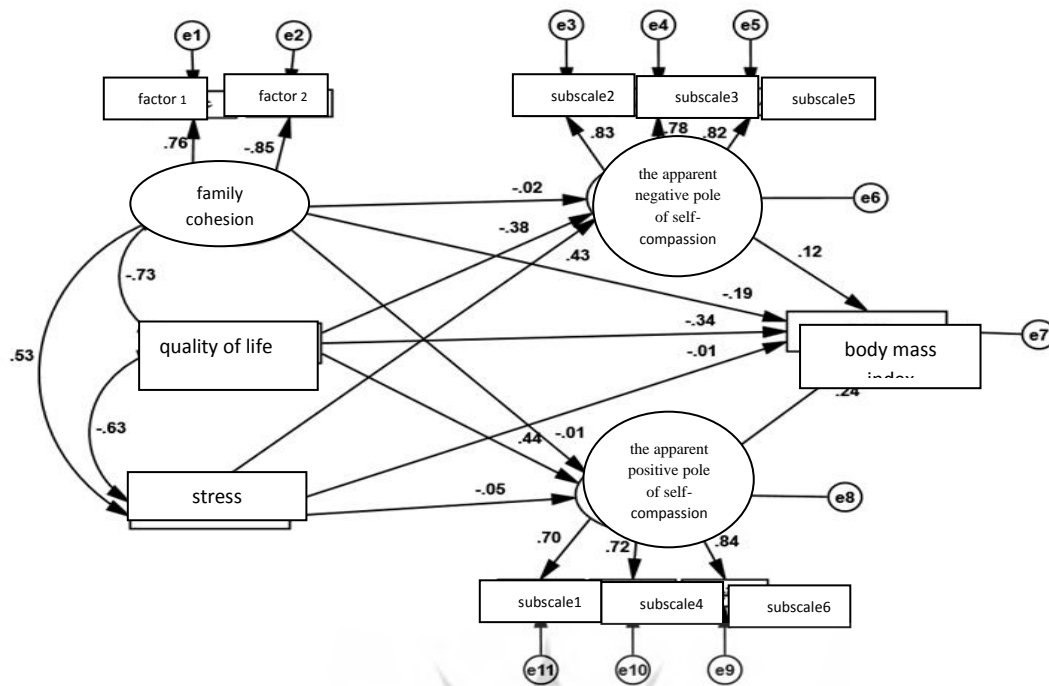 e1
e2
e3
e4
e5
factor 1
factor 2
subscale2
subscale3
subscale5
.76
-.85
.83
.78
.82
family
cohesion
the apparent
negative pole
of self-
compassion
e6
-.02
-.38
.43
.12
-.73
-.19
-.34
-.01
quality of life
body mass
index
e7
.53
.24
-.63
.44
-.01
the apparent
positive pole
of self-
compassion
stress
-.05
e8
.70
.72
.84
subscale1
subscale4
subscale6
e11
e10
e9